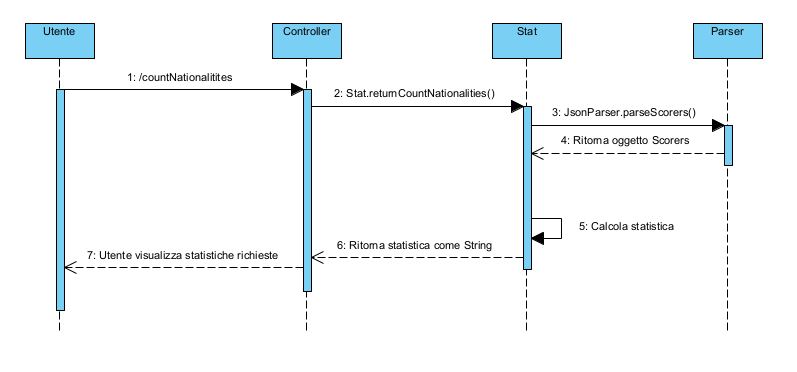 Utente
Controller
Stat
Parser
1: /countNationalitites
2: Stat.returnCountNationalities()
3: JsonParser.parseScorers()
4: Ritorna oggetto Scorers
5: Calcola statistica
6: Ritorna statistica come String
7: Utente visualizza statistiche richieste